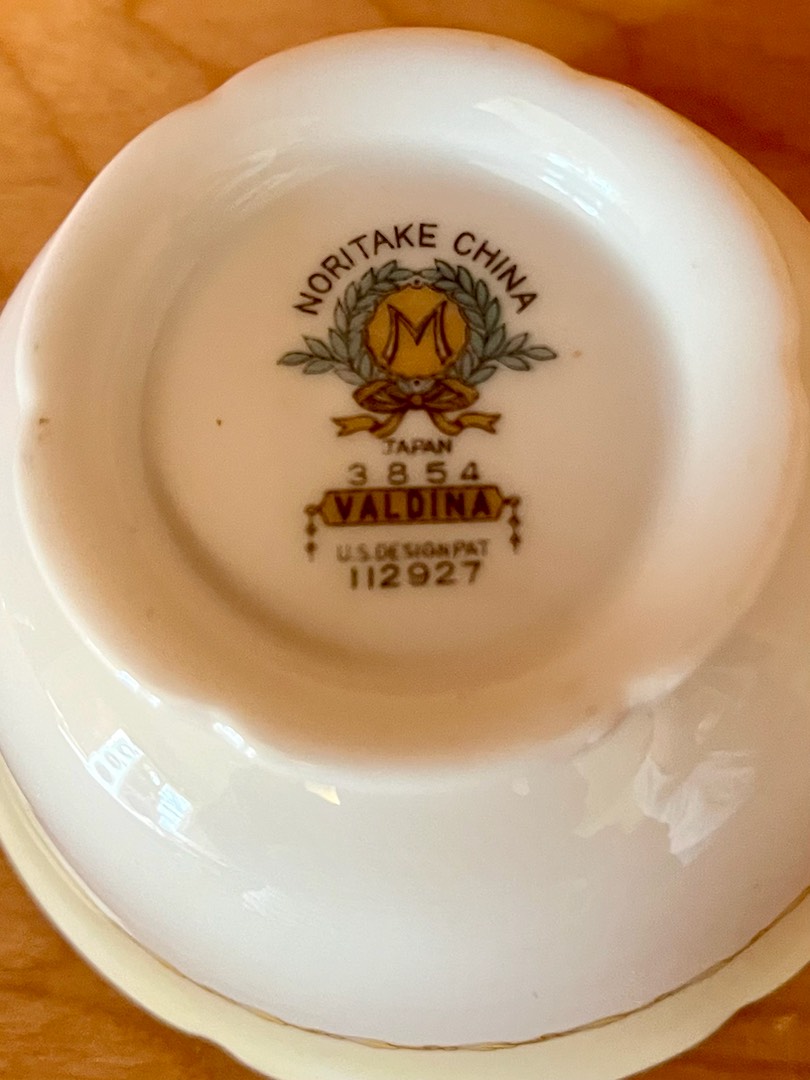 NORITAKE CHINA
M
JAPAN
3854
VALDINA
U.S.DESIGN PAT
112927